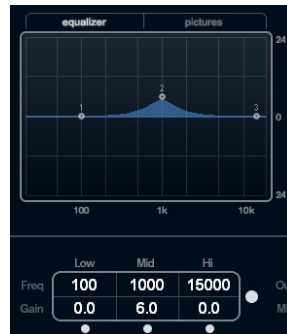 equalizer pictures
24
2
1 3 0
24
100 1k 10k
Low Mid Hi
Freq 100 1000 15000
Gain 0.0 6.0 0.0